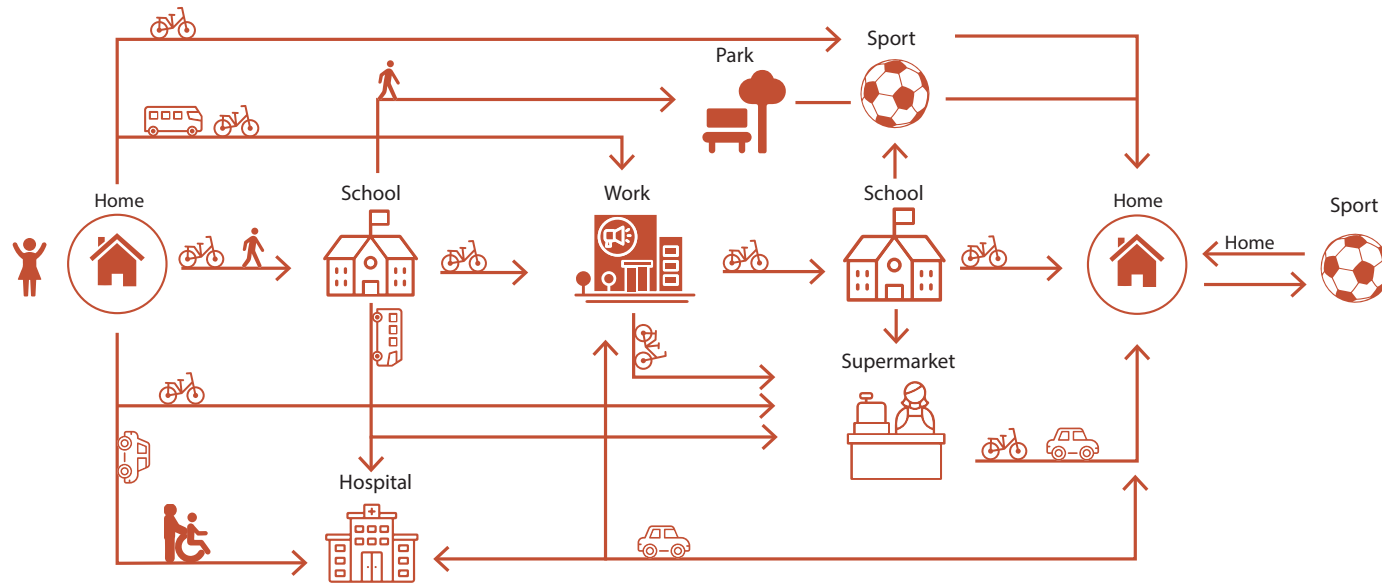 Sport
Park
Home
School
Work
School
Home
Sport
Home
Supermarket
Hospital